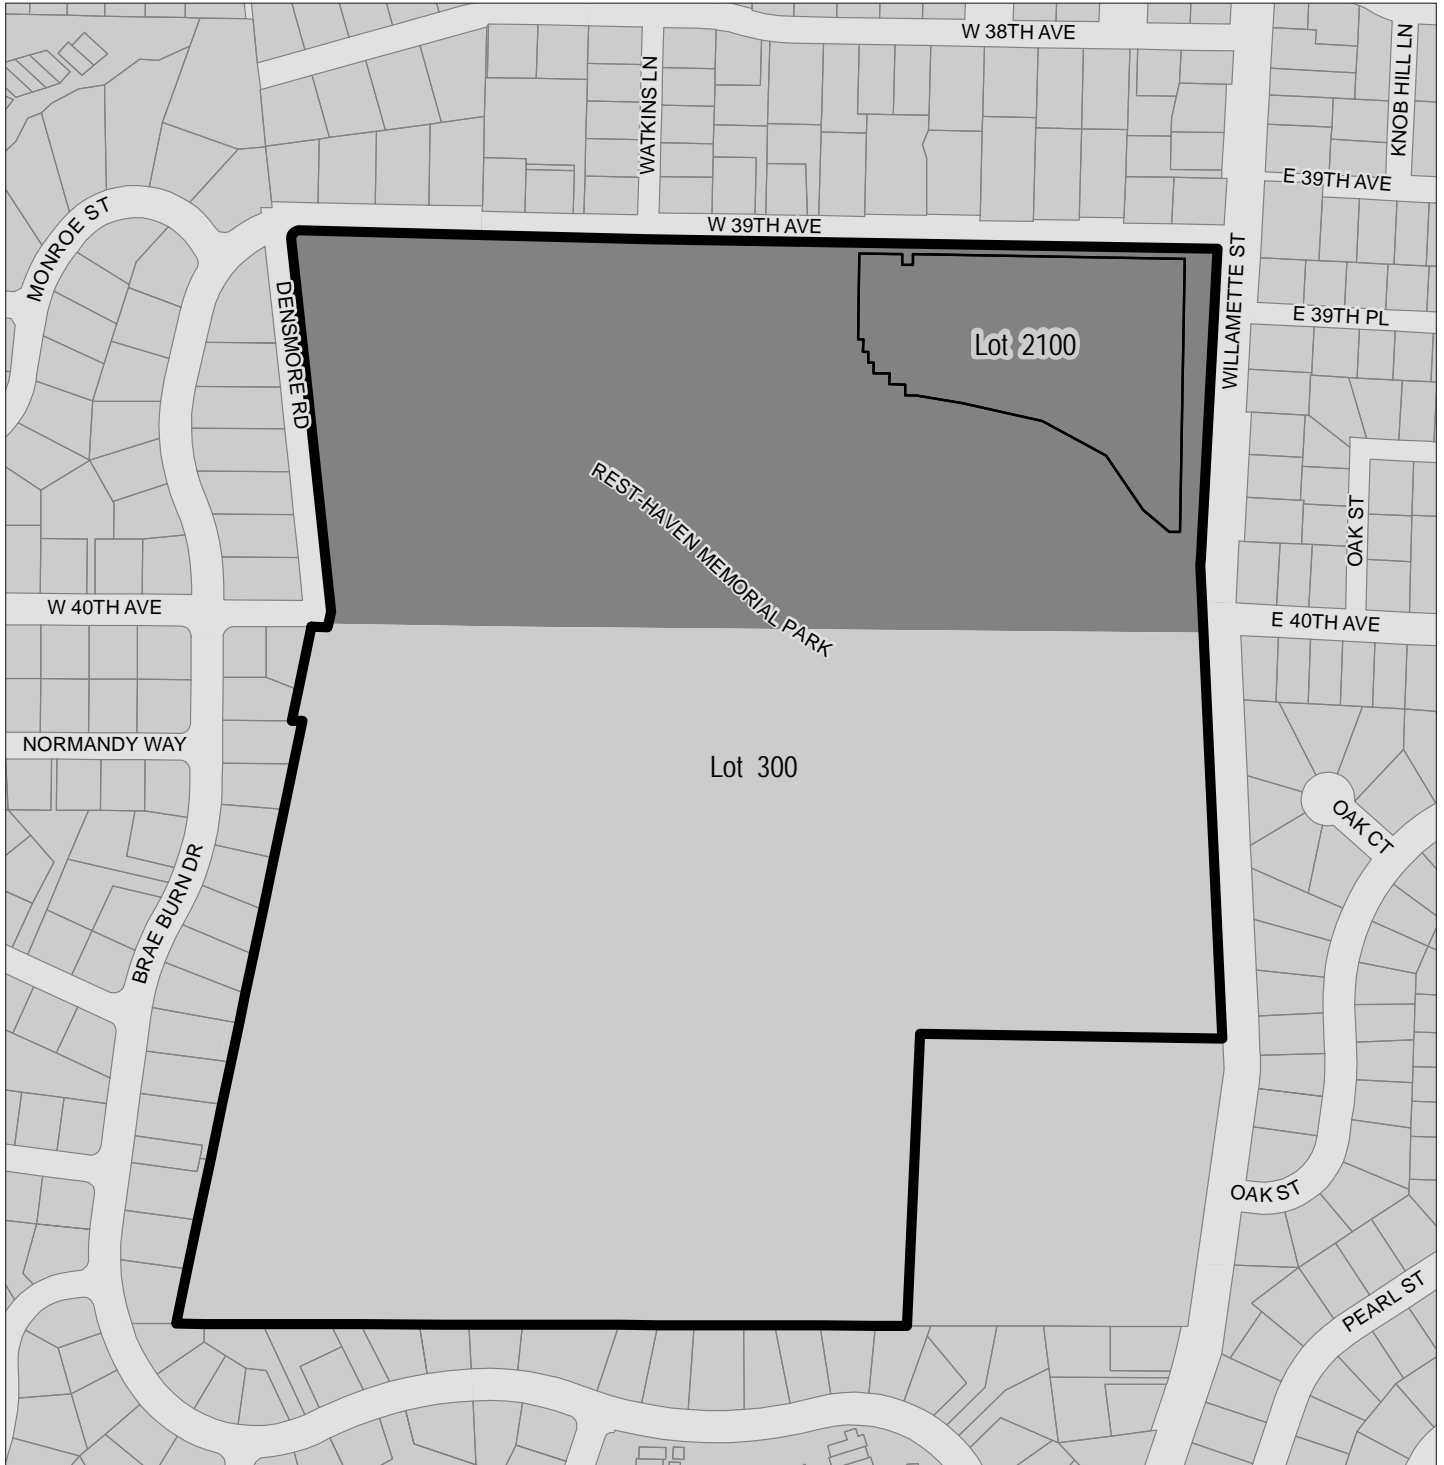 W 38TH AVE
KNOB HILL LN
WATKINS LN
E 39TH AVE
MONROE ST
W 39TH AVE
WILLAMETTE ST
DENSMORE RD
E 39TH PL
Lot 2100
REST-HAVEN MEMORIAL PARK
OAK ST
W 40TH AVE
E 40TH AVE
NORMANDY WAY
Lot 300
OAK CT
BRAE BURN DR
OAK ST
PEARL ST